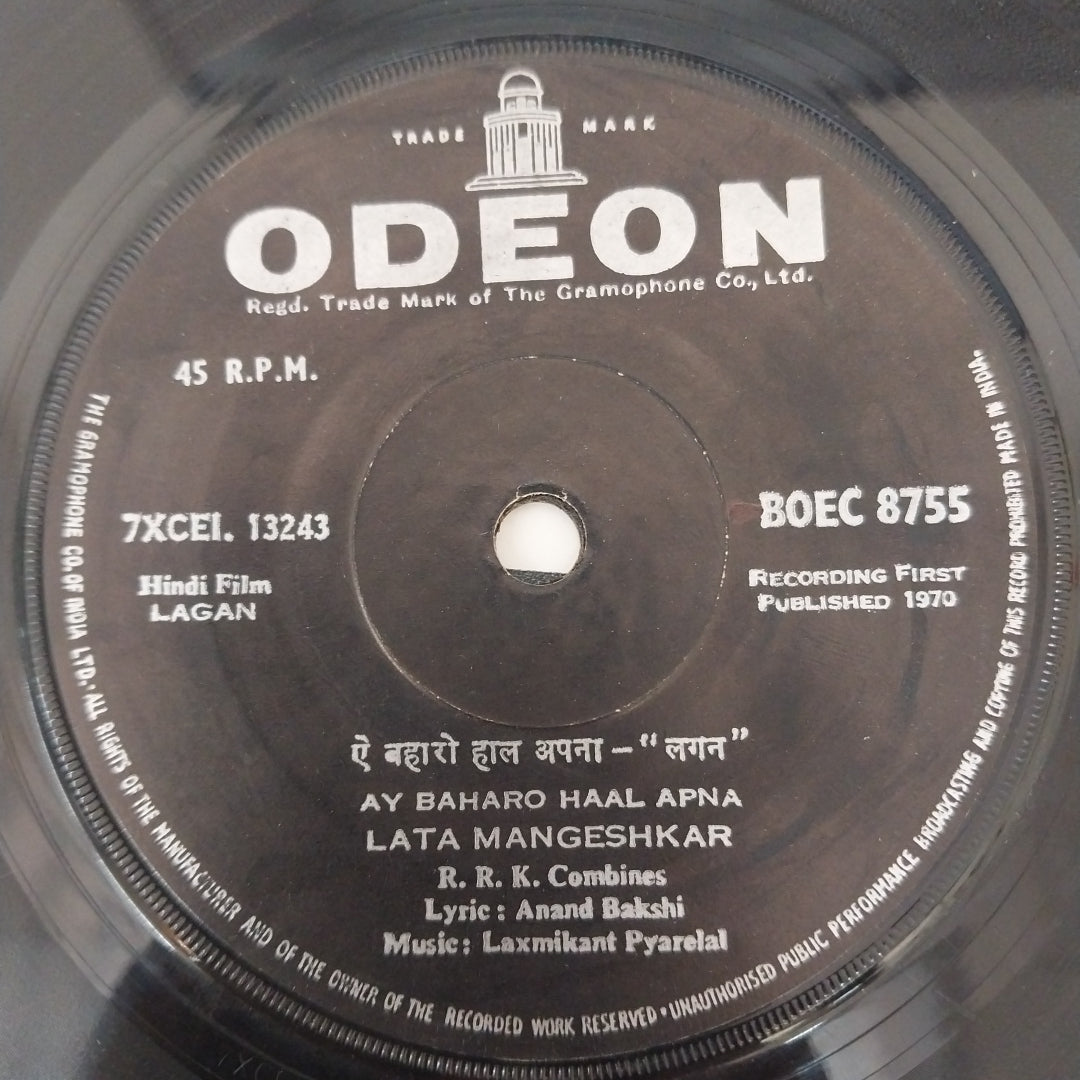 TRADE MARK
ODEON
Regd. Trade Mark of The Gramophone Co., Ltd.
45 R.P.M.
7XCEI. 13243
BOEC 8755
Hindi Film
LAGAN
RECORDING FIRST
PUBLISHED 1970
ऐ बहारो हाल अपना – “लगन”
AY BAHARO HAAL APNA
LATA MANGESHKAR
R. R. K. Combines
Lyric : Anand Bakshi
Music : Laxmikant Pyarelal
THE GRAMOPHONE CO. OF INDIA LTD. • ALL RIGHTS OF THE MANUFACTURER AND OF THE OWNER OF THE RECORDED WORK RESERVED • UNAUTHORISED PUBLIC PERFORMANCE BROADCASTING AND COPYING OF THIS RECORD PROHIBITED MADE IN INDIA.